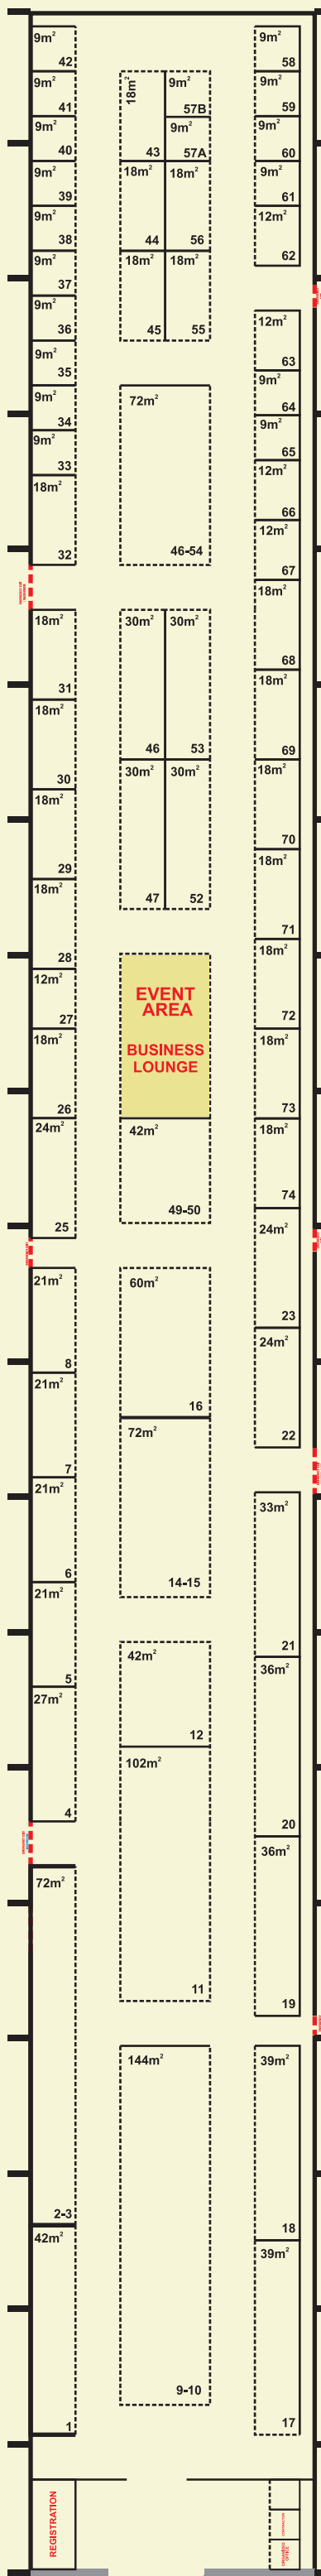 9m²
42
9m²
41
9m²
40
9m²
39
9m²
38
9m²
37
9m²
36
9m²
35
9m²
34
9m²
33
18m²
32
18m²
31
18m²
30
18m²
29
18m²
28
12m²
27
18m²
26
24m²
25
21m²
8
21m²
7
21m²
6
21m²
5
27m²
4
72m²
2-3
42m²
1
REGISTRATION
18m²
43
9m²
57B
9m²
57A
18m²
44
18m²
56
18m²
45
18m²
55
72m²
46-54
30m²
46
30m²
53
30m²
47
30m²
52
EVENT
AREA
BUSINESS
LOUNGE
42m²
49-50
60m²
16
72m²
14-15
42m²
12
102m²
11
144m²
9-10
9m²
58
9m²
59
9m²
60
9m²
61
12m²
62
12m²
63
9m²
64
9m²
65
12m²
66
12m²
67
18m²
68
18m²
69
18m²
70
18m²
71
18m²
72
18m²
73
18m²
74
24m²
23
24m²
22
33m²
21
36m²
20
36m²
19
39m²
18
39m²
17